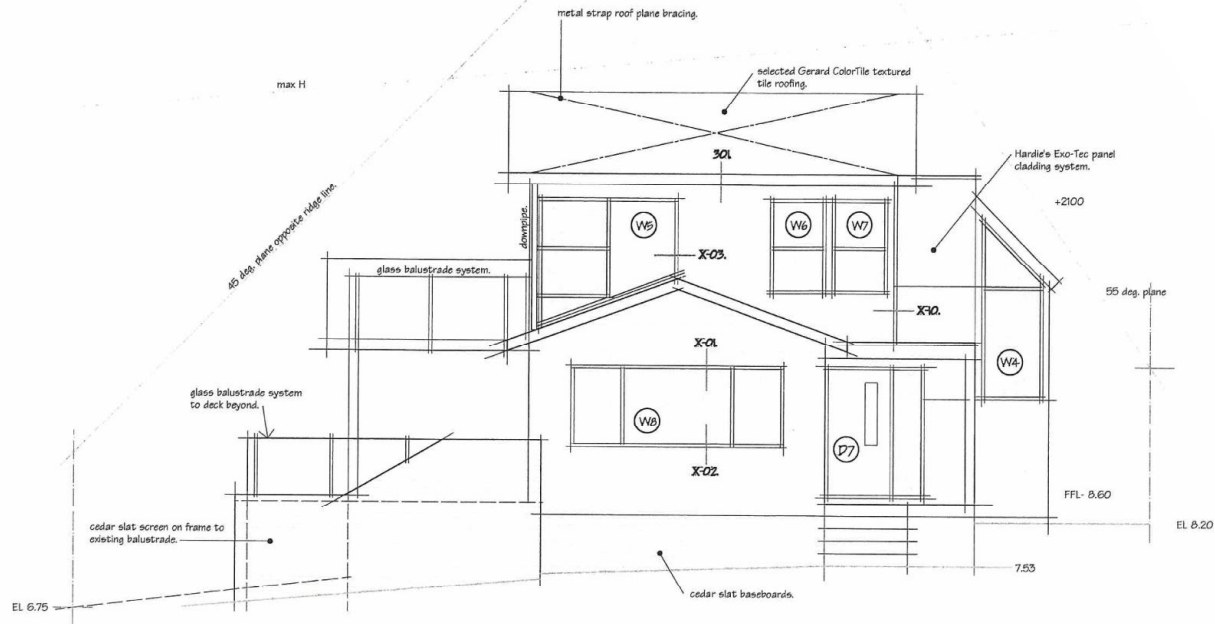 metal strap roof plane bracing.
max H
selected Gerard ColorTile textured
tile roofing.
301.
Hardie's Exo-Tec panel
cladding system.
+2100
45 deg. plane opposite ridge line.
downpipe.
W5
W6
W7
X-03.
glass balustrade system.
55 deg. plane
X-10.
X-01.
W4
glass balustrade system
to deck beyond.
W8
D7
X-02.
FFL- 8.60
EL 8.20
cedar slat screen on frame to
existing balustrade.
7.53
cedar slat baseboards.
EL 6.75